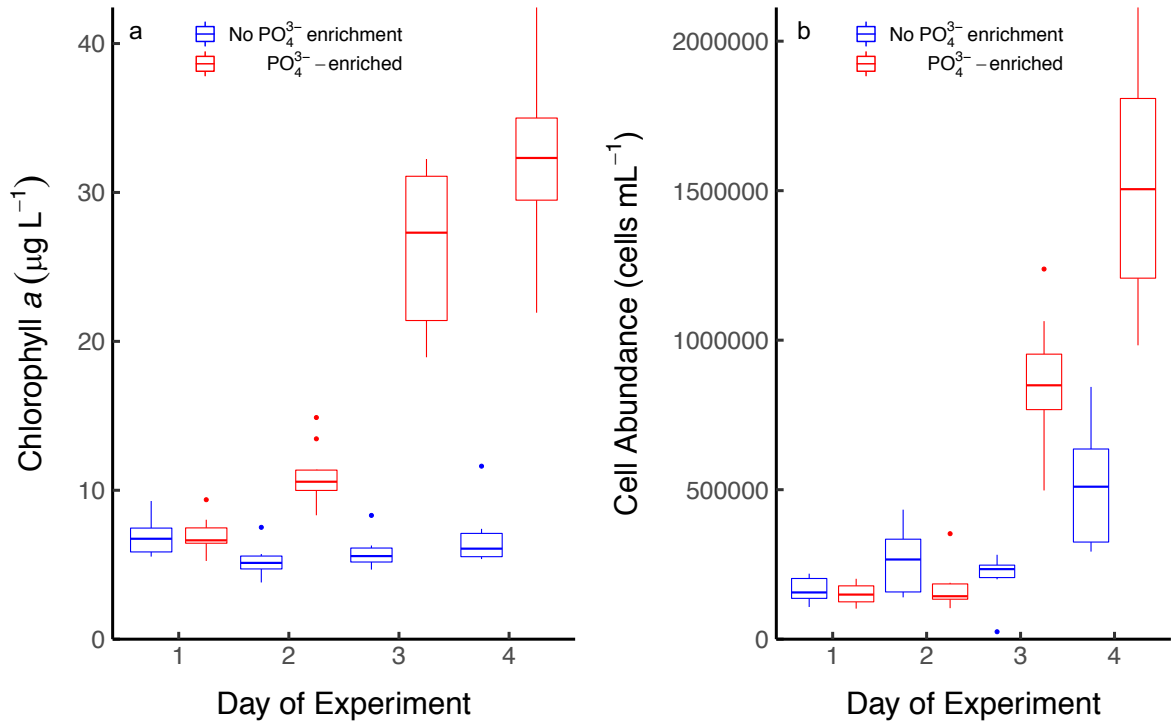 a
No PO₄³⁻ enrichment
PO₄³⁻ –enriched
40
30
20
10
0
Chlorophyll a (µg L⁻¹)
1 2 3 4
Day of Experiment
b
No PO₄³⁻ enrichment
PO₄³⁻ –enriched
2000000
1500000
1000000
500000
0
Cell Abundance (cells mL⁻¹)
1 2 3 4
Day of Experiment